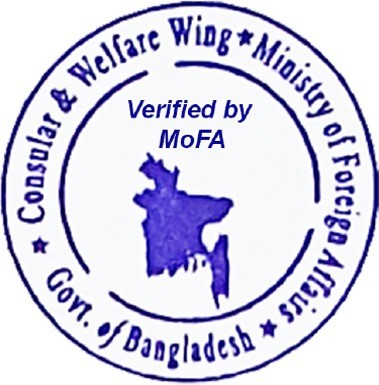 Consular & Welfare Wing ★ Ministry of Foreign Affairs ★ Govt. of Bangladesh ★
Verified by
MoFA